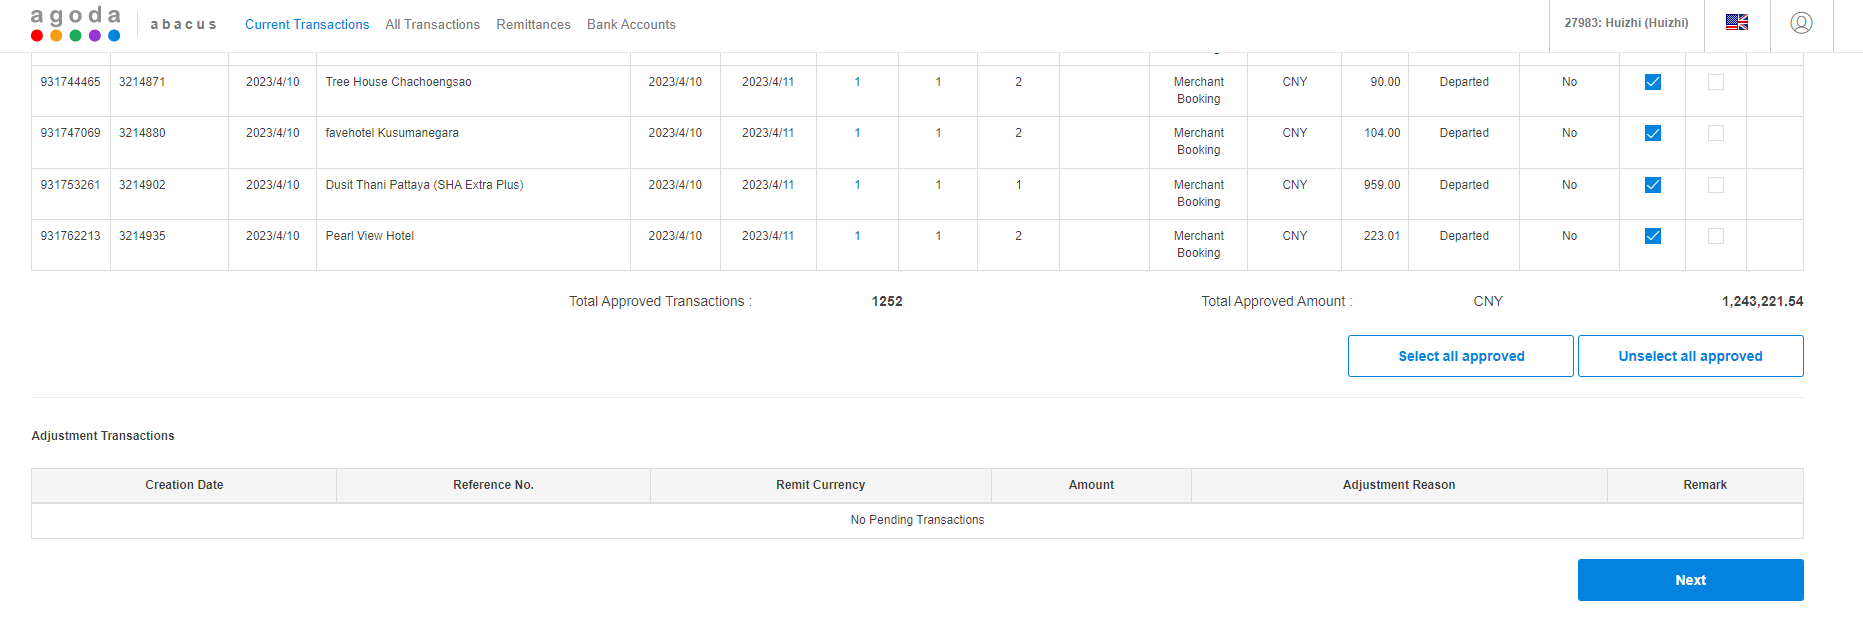 agoda abacus Current Transactions All Transactions Remittances Bank Accounts 27983: Huizhi (Huizhi)
931744465 3214871 2023/4/10 Tree House Chachoengsao 2023/4/10 2023/4/11 1 1 2 Merchant Booking CNY 90.00 Departed No
931747069 3214880 2023/4/10 favehotel Kusumanegara 2023/4/10 2023/4/11 1 1 2 Merchant Booking CNY 104.00 Departed No
931753261 3214902 2023/4/10 Dusit Thani Pattaya (SHA Extra Plus) 2023/4/10 2023/4/11 1 1 1 Merchant Booking CNY 959.00 Departed No
931762213 3214935 2023/4/10 Pearl View Hotel 2023/4/10 2023/4/11 1 1 2 Merchant Booking CNY 223.01 Departed No
Total Approved Transactions : 1252 Total Approved Amount : CNY 1,243,221.54
Select all approved Unselect all approved
Adjustment Transactions
Creation Date Reference No. Remit Currency Amount Adjustment Reason Remark
No Pending Transactions
Next